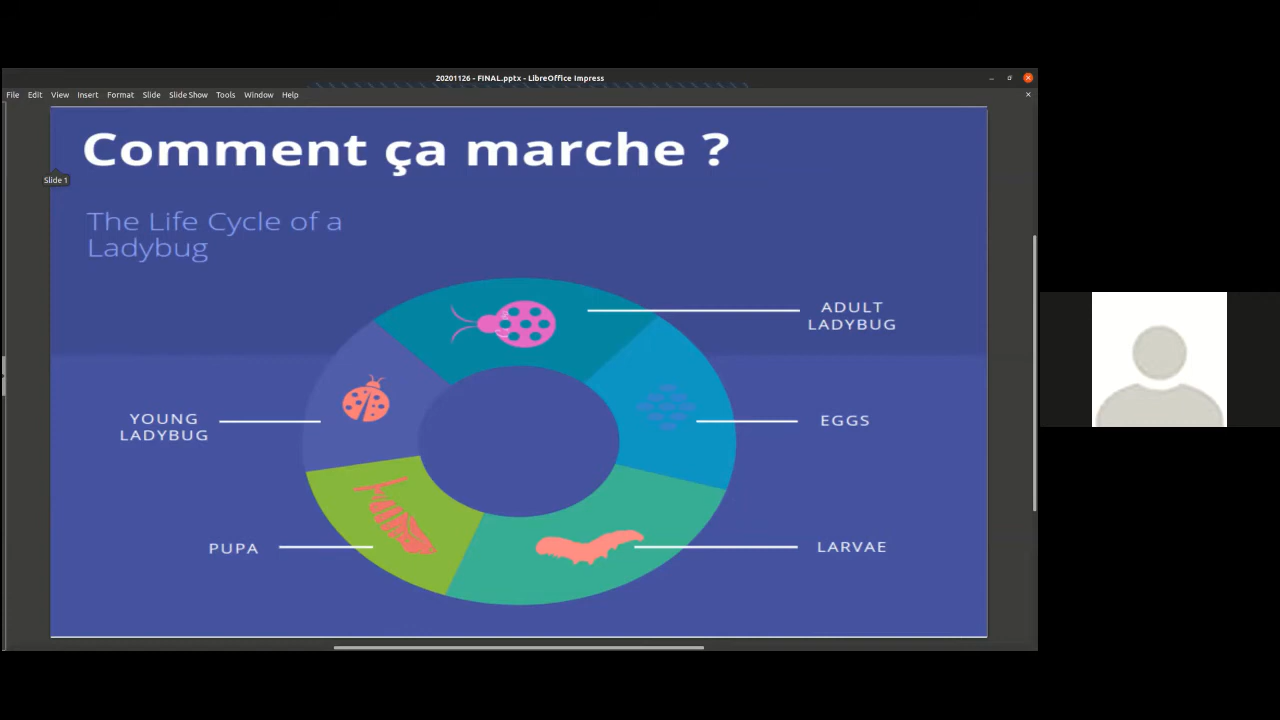 20201126 - FINAL.pptx - LibreOffice Impress
File Edit View Insert Format Slide Slide Show Tools Window Help
Comment ça marche ?
Slide 1
The Life Cycle of a
Ladybug
ADULT
LADYBUG
YOUNG
LADYBUG
EGGS
PUPA
LARVAE